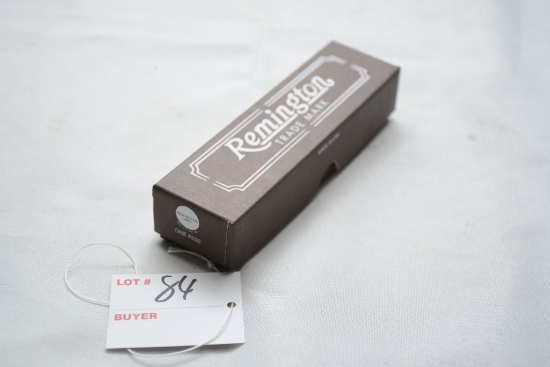 Remington
TRADE MARK
LOT # 84
BUYER